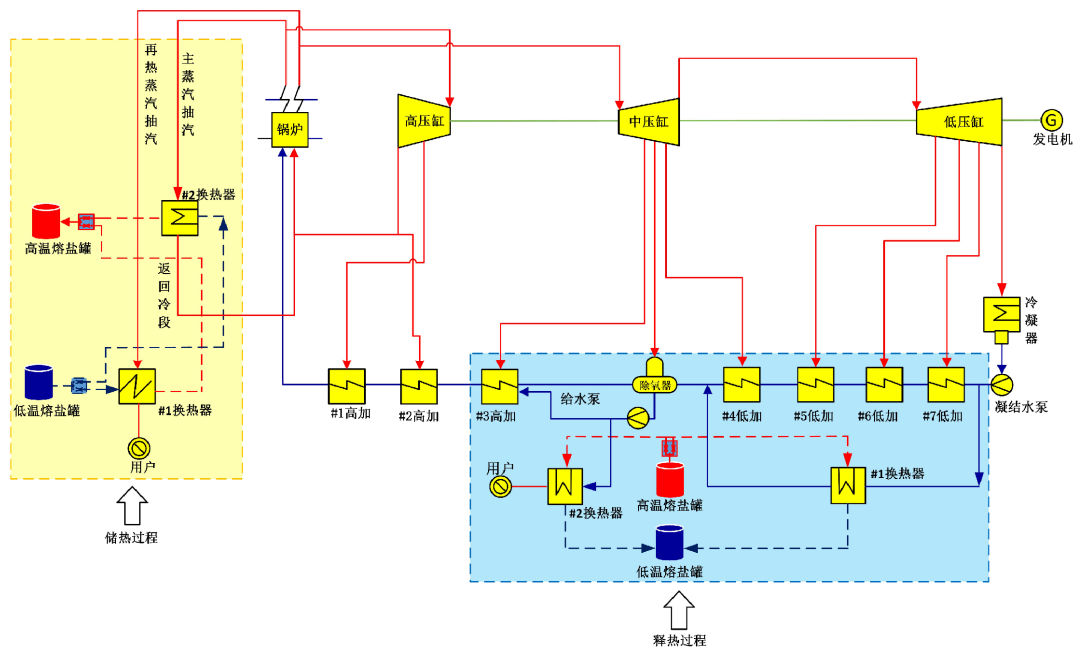 再热蒸汽抽汽
主蒸汽抽汽
锅炉
高压缸
中压缸
低压缸
G
发电机
#2换热器
高温熔盐罐
返回冷段
冷凝器
低温熔盐罐
#1换热器
用户
#1高加
#2高加
#3高加
给水泵
除氧器
#4低加
#5低加
#6低加
#7低加
凝结水泵
用户
#2换热器
高温熔盐罐
#1换热器
低温熔盐罐
储热过程
释热过程